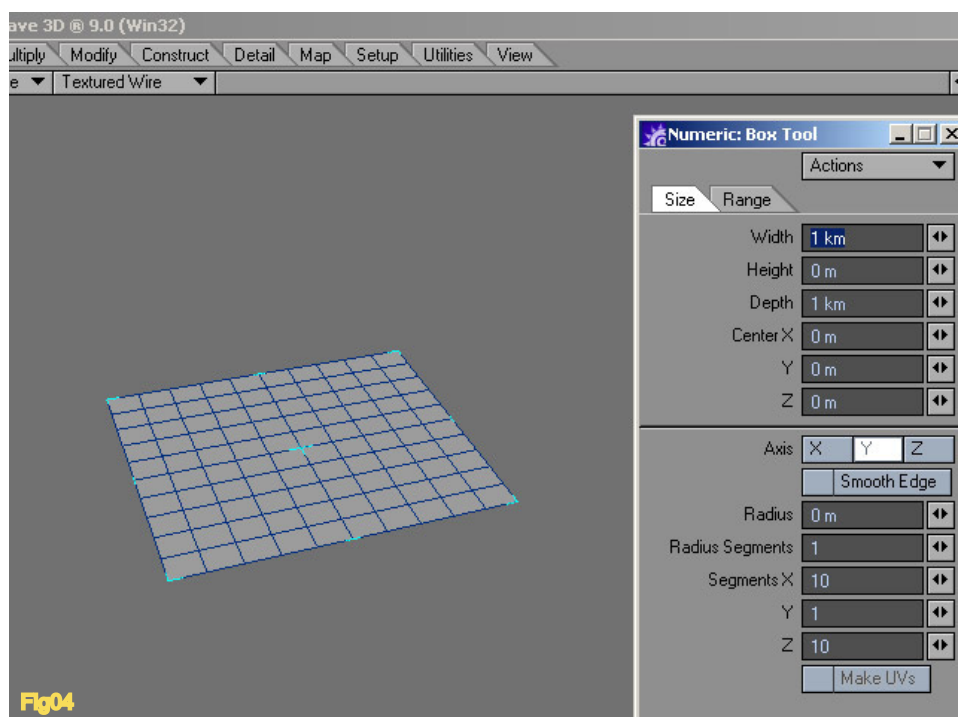 ave 3D ® 9.0 (Win32)
ultiply Modify Construct Detail Map Setup Utilities View
e Textured Wire
Numeric: Box Tool
Actions
Size Range
Width 1 km
Height 0 m
Depth 1 km
Center X 0 m
Y 0 m
Z 0 m
Axis X Y Z
Smooth Edge
Radius 0 m
Radius Segments 1
Segments X 10
Y 1
Z 10
Make UVs
Fig04